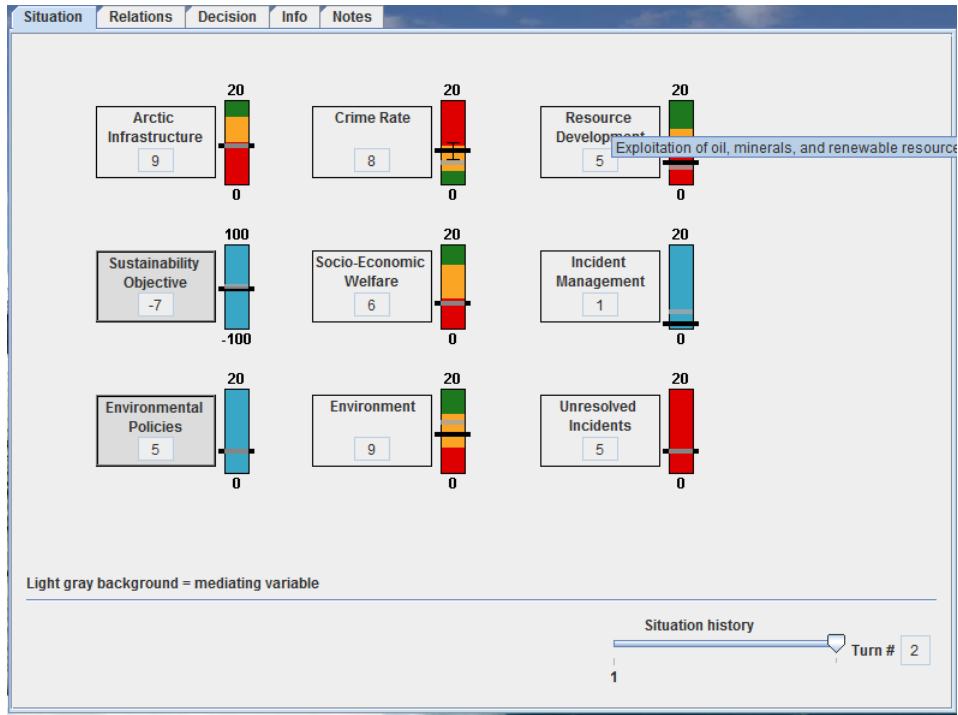 Situation Relations Decision Info Notes
20 20 20
Arctic
Infrastructure
9
Crime Rate
8
Resource
Development
5
Exploitation of oil, minerals, and renewable resource
0 0 0
100 20 20
Sustainability
Objective
-7
Socio-Economic
Welfare
6
Incident
Management
1
-100 0 0
20 20 20
Environmental
Policies
5
Environment
9
Unresolved
Incidents
5
0 0 0
Light gray background = mediating variable
Situation history
Turn # 2
1